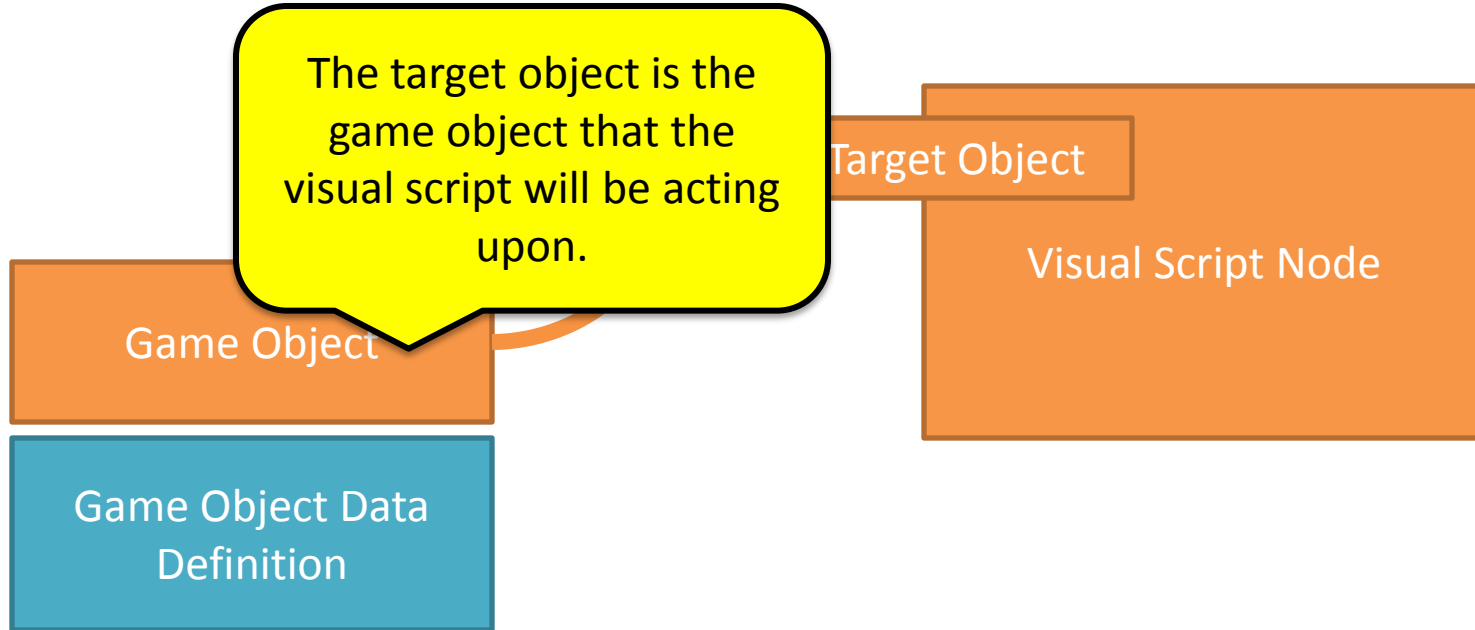 The target object is the
game object that the
visual script will be acting
upon.
Target Object
Visual Script Node
Game Object
Game Object Data
Definition